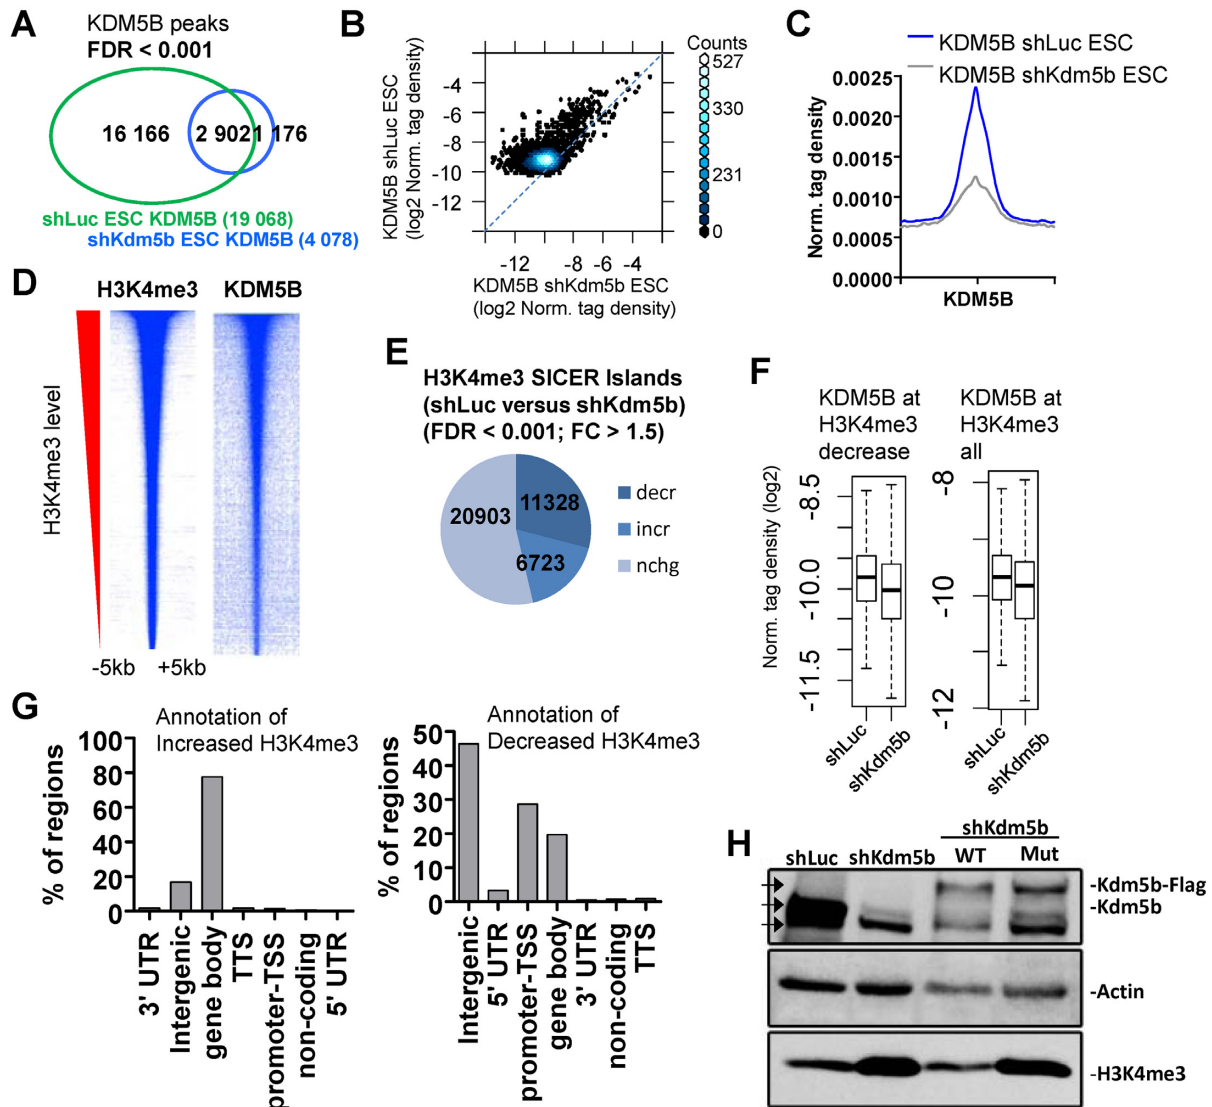 A
KDM5B peaks
FDR < 0.001
16 166
2 902
1 176
shLuc ESC KDM5B (19 068)
shKdm5b ESC KDM5B (4 078)
B
KDM5B shLuc ESC
(log2 Norm. tag density)
-4
-6
-8
-10
-12
-12
-8
-6
-4
KDM5B shKdm5b ESC
(log2 Norm. tag density)
Counts
527
330
231
0
C
KDM5B shLuc ESC
KDM5B shKdm5b ESC
Norm. tag density
0.0025
0.0020
0.0015
0.0010
0.0005
0.0000
KDM5B
D
H3K4me3
KDM5B
H3K4me3 level
-5kb
+5kb
E
H3K4me3 SICER Islands
(shLuc versus shKdm5b)
(FDR < 0.001; FC > 1.5)
20903
11328
6723
decr
incr
nchg
F
KDM5B at
H3K4me3
decrease
KDM5B at
H3K4me3
all
Norm. tag density (log2)
-8.5
-10.0
-11.5
shLuc
shKdm5b
-8
-10
-12
shLuc
shKdm5b
G
Annotation of
Increased H3K4me3
% of regions
100
80
60
40
20
0
3' UTR
Intergenic
gene body
TTS
promoter-TSS
non-coding
5' UTR
Annotation of
Decreased H3K4me3
% of regions
50
40
30
20
10
0
Intergenic
5' UTR
promoter-TSS
gene body
3' UTR
non-coding
TTS
H
shKdm5b
shLuc
shKdm5b
WT
Mut
-Kdm5b-Flag
-Kdm5b
-Actin
-H3K4me3